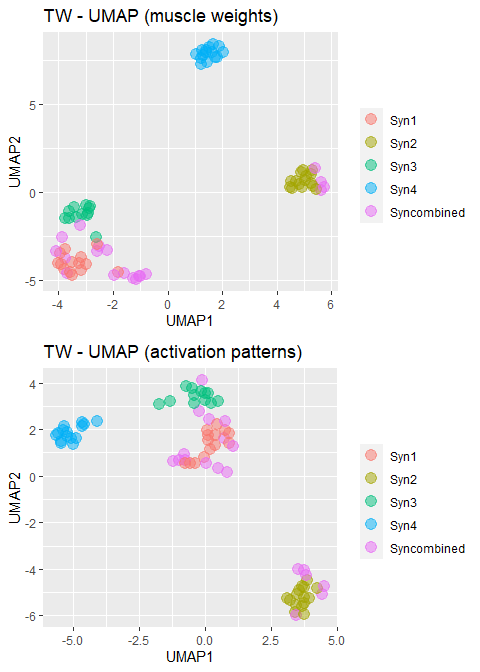 TW - UMAP (muscle weights)
UMAP2
5
0
-5
-4
-2
0
2
4
6
UMAP1
Syn1
Syn2
Syn3
Syn4
Syncombined
TW - UMAP (activation patterns)
UMAP2
4
2
0
-2
-4
-6
-5.0
-2.5
0.0
2.5
5.0
UMAP1
Syn1
Syn2
Syn3
Syn4
Syncombined